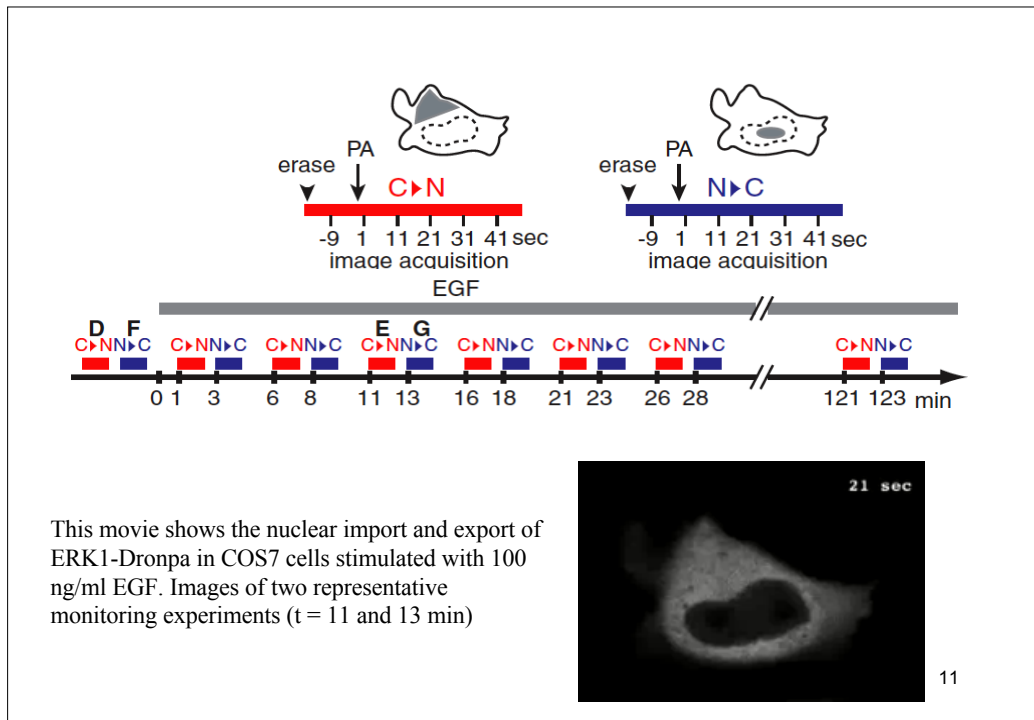 erase PA C▸N
-9 1 11 21 31 41 sec
image acquisition
erase PA N▸C
-9 1 11 21 31 41 sec
image acquisition
EGF
D F E G
C▸N N▸C C▸N N▸C C▸N N▸C C▸N N▸C C▸N N▸C C▸N N▸C C▸N N▸C C▸N N▸C
0 1 3 6 8 11 13 16 18 21 23 26 28 121 123 min
This movie shows the nuclear import and export of
ERK1-Dronpa in COS7 cells stimulated with 100
ng/ml EGF. Images of two representative
monitoring experiments (t = 11 and 13 min)
21 sec
11